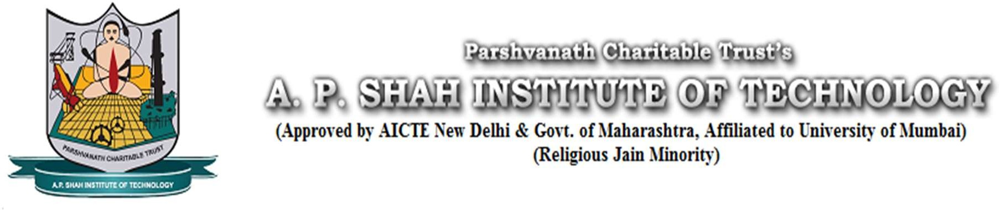 Parshvanath Charitable Trust's
A. P. SHAH INSTITUTE OF TECHNOLOGY
(Approved by AICTE New Delhi & Govt. of Maharashtra, Affiliated to University of Mumbai)
(Religious Jain Minority)
PARSHVANATH CHARITABLE TRUST
A.P. SHAH INSTITUTE OF TECHNOLOGY